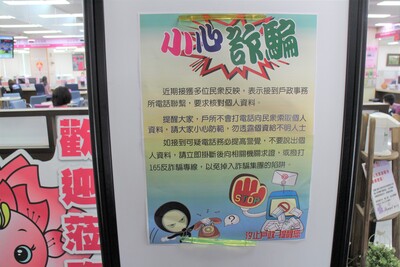 小心詐騙
近期接獲多位民眾反映，表示接到戶政事務
所電話聯繫，要求核對個人資料。
提醒大家，戶所不會打電話向民眾索取個人
資料，請大家小心防範，勿透露個資給不明人士
如接到可疑電話務必提高警覺，不要說出個
人資料，請立即掛斷後向相關機關求證，或撥打
165反詐騙專線，以免掉入詐騙集團的陷阱。
STOP
歡迎蒞